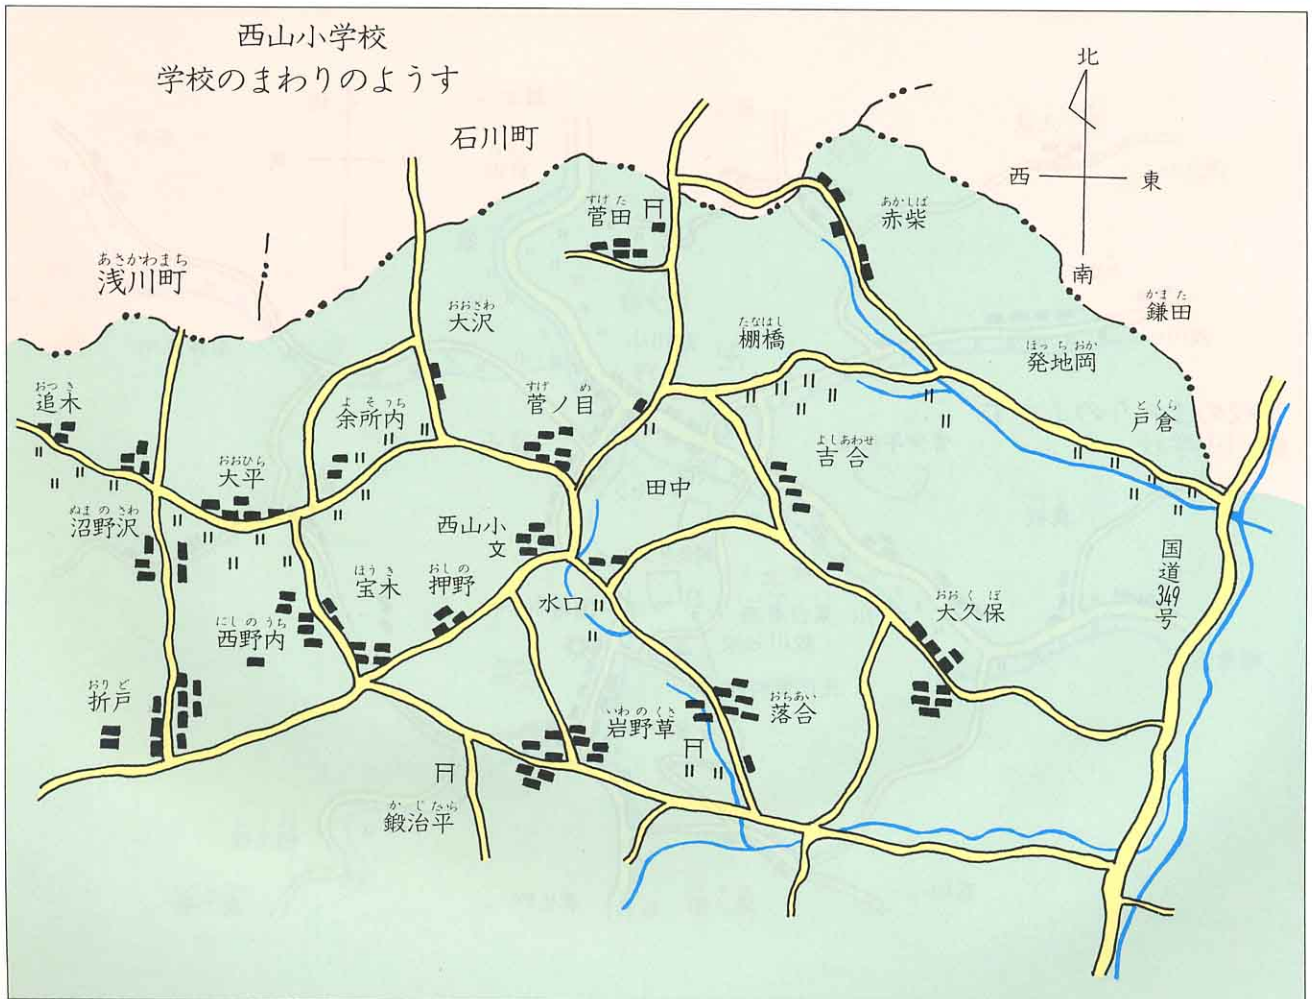 西山小学校
学校のまわりのようす
北
西
東
南
石川町
あさかわまち
浅川町
すげた
菅田
あかしば
赤柴
かまた
鎌田
おおさわ
大沢
たなはし
棚橋
ほっちおか
発地岡
おつき
追木
よそうち
余所内
すげのめ
菅ノ目
とくら
戸倉
おおひら
大平
よしあわせ
吉合
田中
ぬまのさわ
沼野沢
西山小
文
国道349号
ほうき
宝木
おしの
押野
水口
おおくぼ
大久保
にしのうち
西野内
おりど
折戸
いわのくさ
岩野草
おちあい
落合
かじたいら
鍛治平